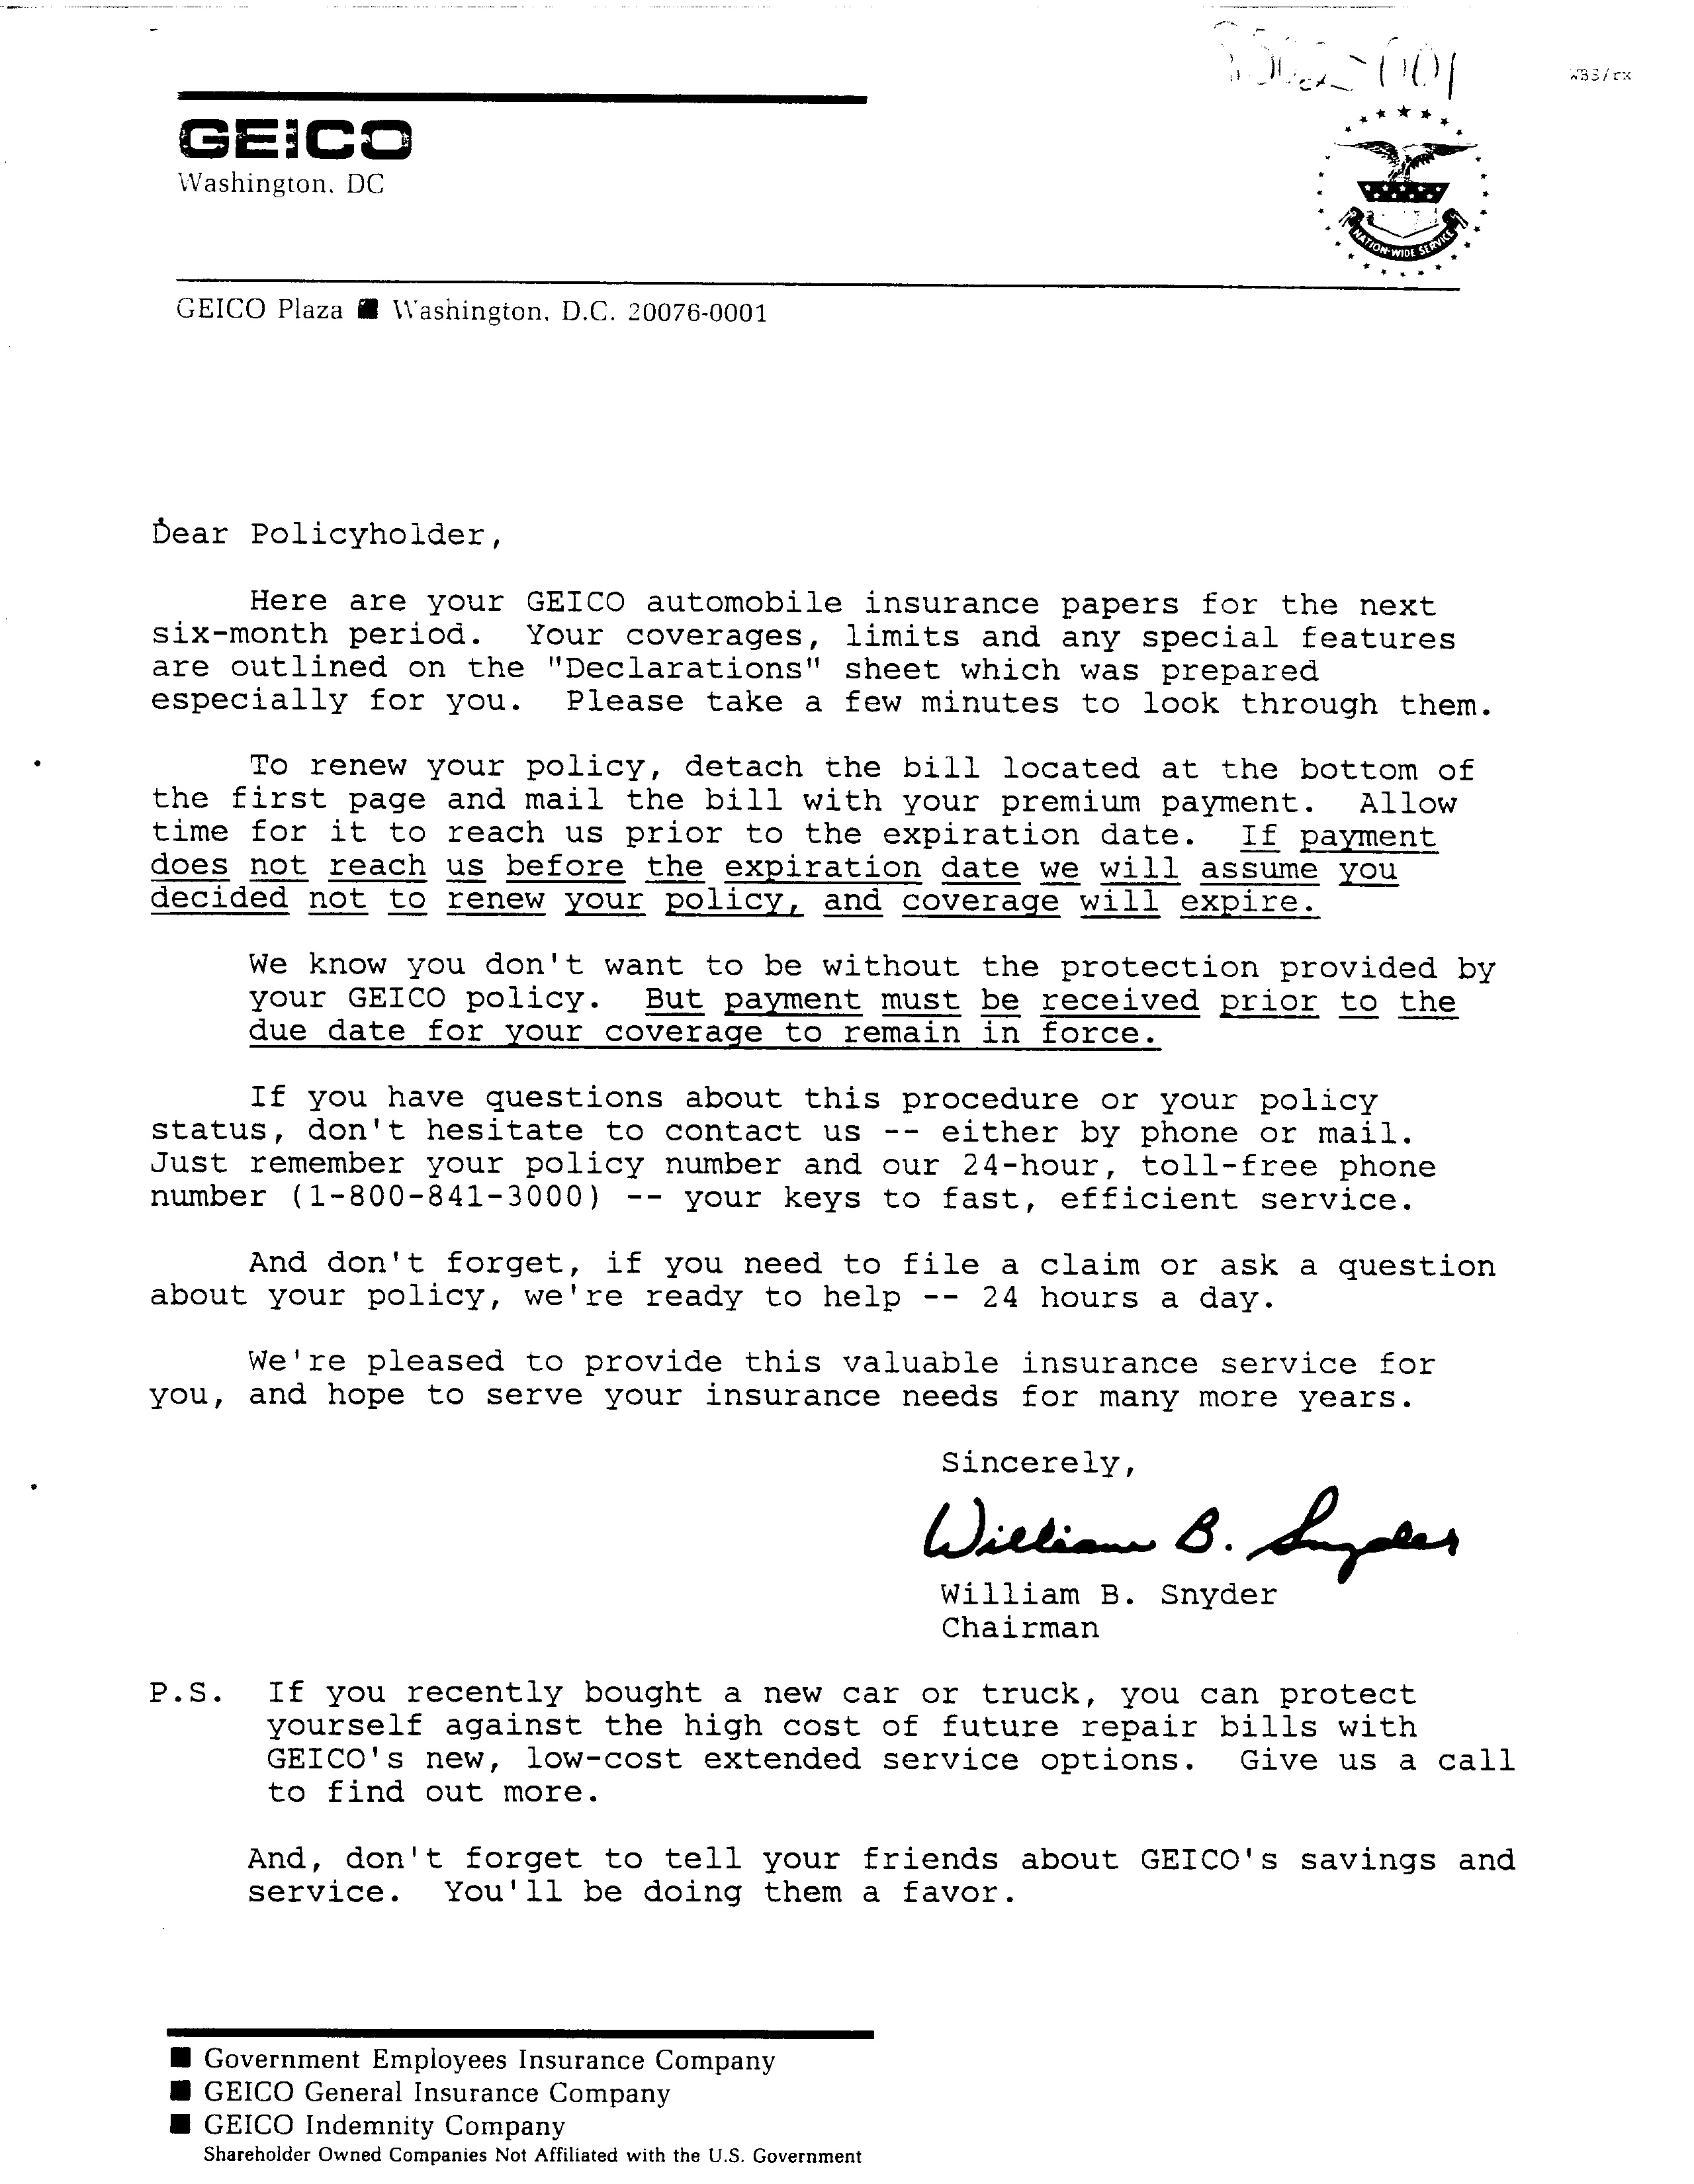 WBS/rx
GEICO
Washington, DC
NATION-WIDE SERVICE
GEICO Plaza ■ Washington, D.C. 20076-0001
Dear Policyholder,
Here are your GEICO automobile insurance papers for the next
six-month period. Your coverages, limits and any special features
are outlined on the "Declarations" sheet which was prepared
especially for you. Please take a few minutes to look through them.
To renew your policy, detach the bill located at the bottom of
the first page and mail the bill with your premium payment. Allow
time for it to reach us prior to the expiration date. If payment
does not reach us before the expiration date we will assume you
decided not to renew your policy, and coverage will expire.
We know you don't want to be without the protection provided by
your GEICO policy. But payment must be received prior to the
due date for your coverage to remain in force.
If you have questions about this procedure or your policy
status, don't hesitate to contact us -- either by phone or mail.
Just remember your policy number and our 24-hour, toll-free phone
number (1-800-841-3000) -- your keys to fast, efficient service.
And don't forget, if you need to file a claim or ask a question
about your policy, we're ready to help -- 24 hours a day.
We're pleased to provide this valuable insurance service for
you, and hope to serve your insurance needs for many more years.
Sincerely,
William B. Snyder
William B. Snyder
Chairman
P.S. If you recently bought a new car or truck, you can protect
yourself against the high cost of future repair bills with
GEICO's new, low-cost extended service options. Give us a call
to find out more.
And, don't forget to tell your friends about GEICO's savings and
service. You'll be doing them a favor.
■ Government Employees Insurance Company
■ GEICO General Insurance Company
■ GEICO Indemnity Company
Shareholder Owned Companies Not Affiliated with the U.S. Government